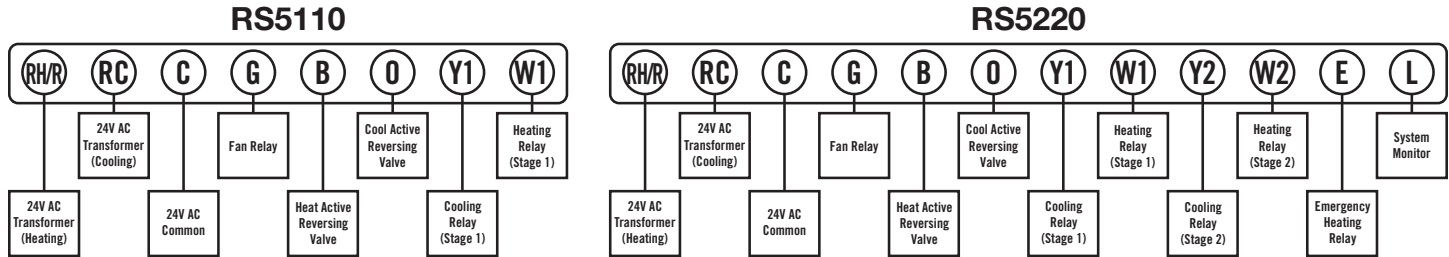 RS5110
RH/R RC C G B O Y1 W1
24V AC
Transformer
(Cooling)
Fan Relay
Cool Active
Reversing
Valve
Heating
Relay
(Stage 1)
24V AC
Transformer
(Heating)
24V AC
Common
Heat Active
Reversing
Valve
Cooling
Relay
(Stage 1)
RS5220
RH/R RC C G B O Y1 W1 Y2 W2 E L
24V AC
Transformer
(Cooling)
Fan Relay
Cool Active
Reversing
Valve
Heating
Relay
(Stage 1)
Heating
Relay
(Stage 2)
System
Monitor
24V AC
Transformer
(Heating)
24V AC
Common
Heat Active
Reversing
Valve
Cooling
Relay
(Stage 1)
Cooling
Relay
(Stage 2)
Emergency
Heating
Relay